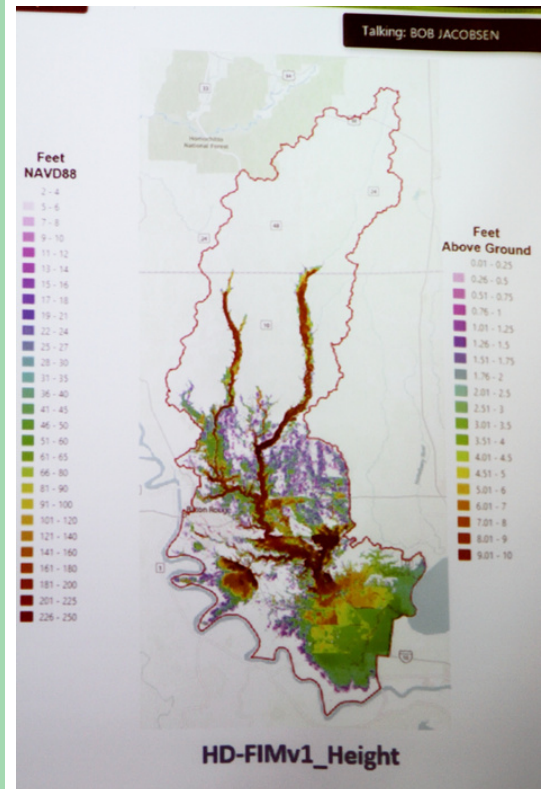 Talking: BOB JACOBSEN
Feet
NAVD88
2 - 4
5 - 6
7 - 8
9 - 10
11 - 12
13 - 14
15 - 16
17 - 18
19 - 21
22 - 24
25 - 27
28 - 30
31 - 35
36 - 40
41 - 45
46 - 50
51 - 60
61 - 65
66 - 80
81 - 90
91 - 100
101 - 120
121 - 140
141 - 160
161 - 180
181 - 200
201 - 225
226 - 250
Feet
Above Ground
0.01 - 0.25
0.26 - 0.5
0.51 - 0.75
0.76 - 1
1.01 - 1.25
1.26 - 1.5
1.51 - 1.75
1.76 - 2
2.01 - 2.5
2.51 - 3
3.01 - 3.5
3.51 - 4
4.01 - 4.5
4.51 - 5
5.01 - 6
6.01 - 7
7.01 - 8
8.01 - 9
9.01 - 10
National Forest
Rouge
HD-FIMv1_Height